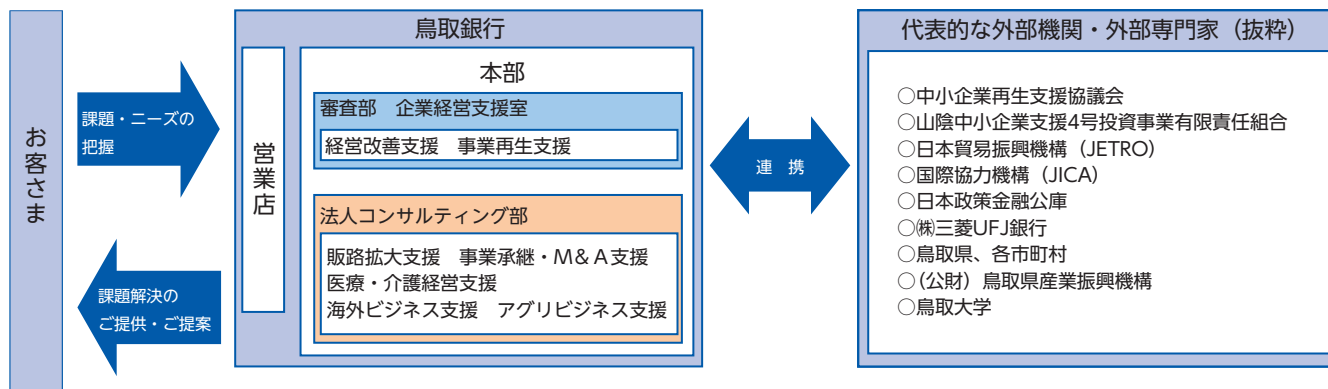 お客さま
課題・ニーズの
把握
課題解決の
ご提供・ご提案
鳥取銀行
営業店
本部
審査部　企業経営支援室
経営改善支援　事業再生支援
法人コンサルティング部
販路拡大支援　事業承継・M&A支援
医療・介護経営支援
海外ビジネス支援　アグリビジネス支援
連　携
代表的な外部機関・外部専門家（抜粋）
○中小企業再生支援協議会
○山陰中小企業支援4号投資事業有限責任組合
○日本貿易振興機構（JETRO）
○国際協力機構（JICA）
○日本政策金融公庫
○㈱三菱UFJ銀行
○鳥取県、各市町村
○（公財）鳥取県産業振興機構
○鳥取大学